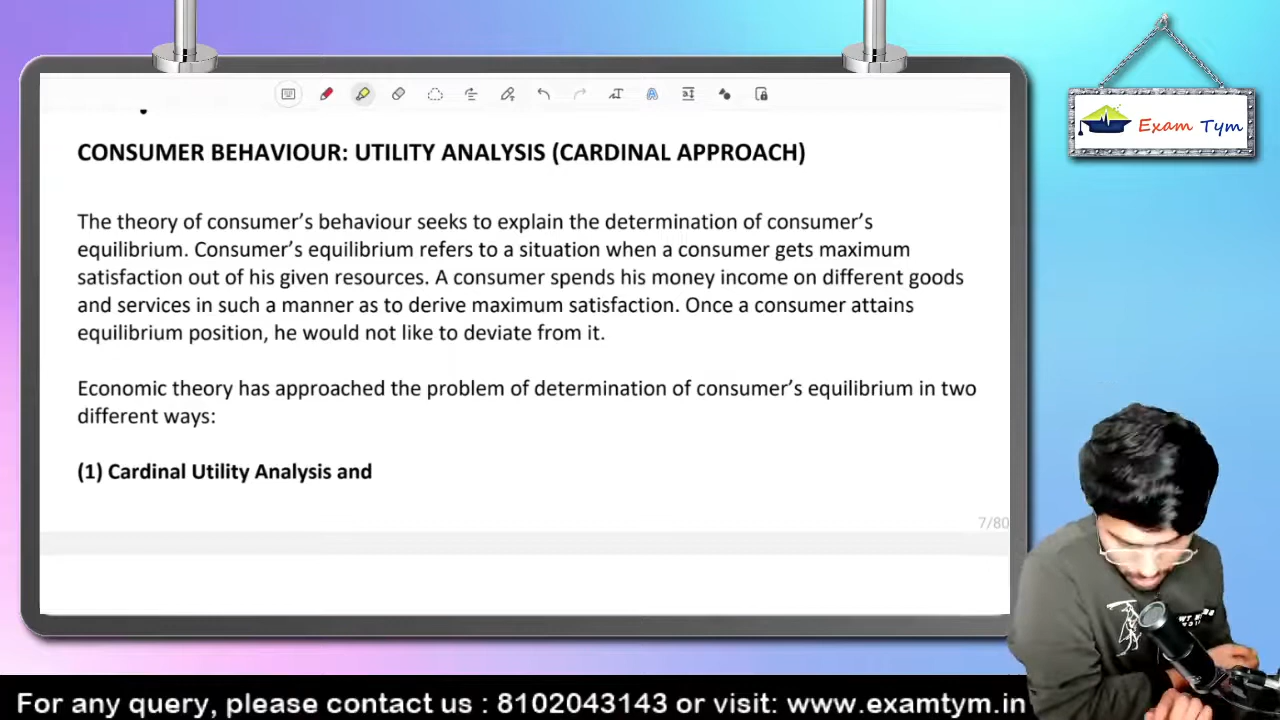 Exam Tym
CONSUMER BEHAVIOUR: UTILITY ANALYSIS (CARDINAL APPROACH)
The theory of consumer’s behaviour seeks to explain the determination of consumer’s
equilibrium. Consumer’s equilibrium refers to a situation when a consumer gets maximum
satisfaction out of his given resources. A consumer spends his money income on different goods
and services in such a manner as to derive maximum satisfaction. Once a consumer attains
equilibrium position, he would not like to deviate from it.
Economic theory has approached the problem of determination of consumer’s equilibrium in two
different ways:
(1) Cardinal Utility Analysis and
7/80
For any query, please contact us : 8102043143 or visit: www.examtym.in